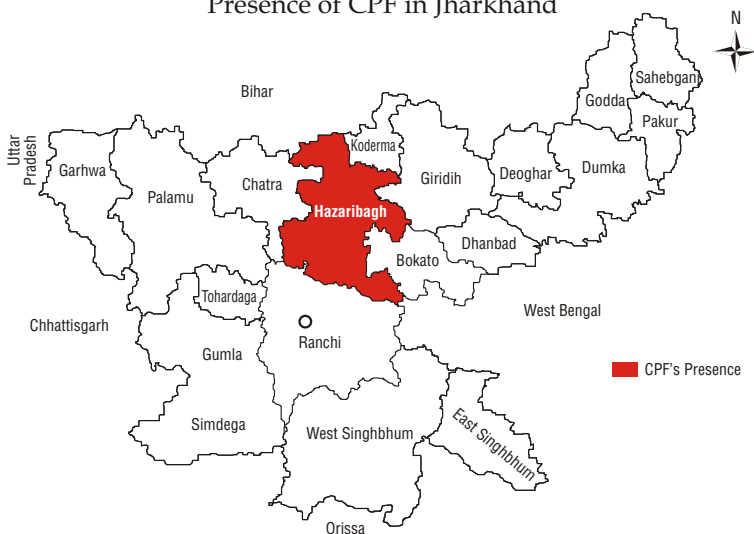 Presence of CPF in Jharkhand
N
Bihar
Sahebganj
Godda
Pakur
Uttar
Pradesh
Koderma
Garhwa
Giridih
Deoghar
Dumka
Palamu
Chatra
Hazaribagh
Dhanbad
Bokato
Tohardaga
West Bengal
Chhattisgarh
Ranchi
Gumla
CPF's Presence
Simdega
West Singhbhum
East Singhbhum
Orissa